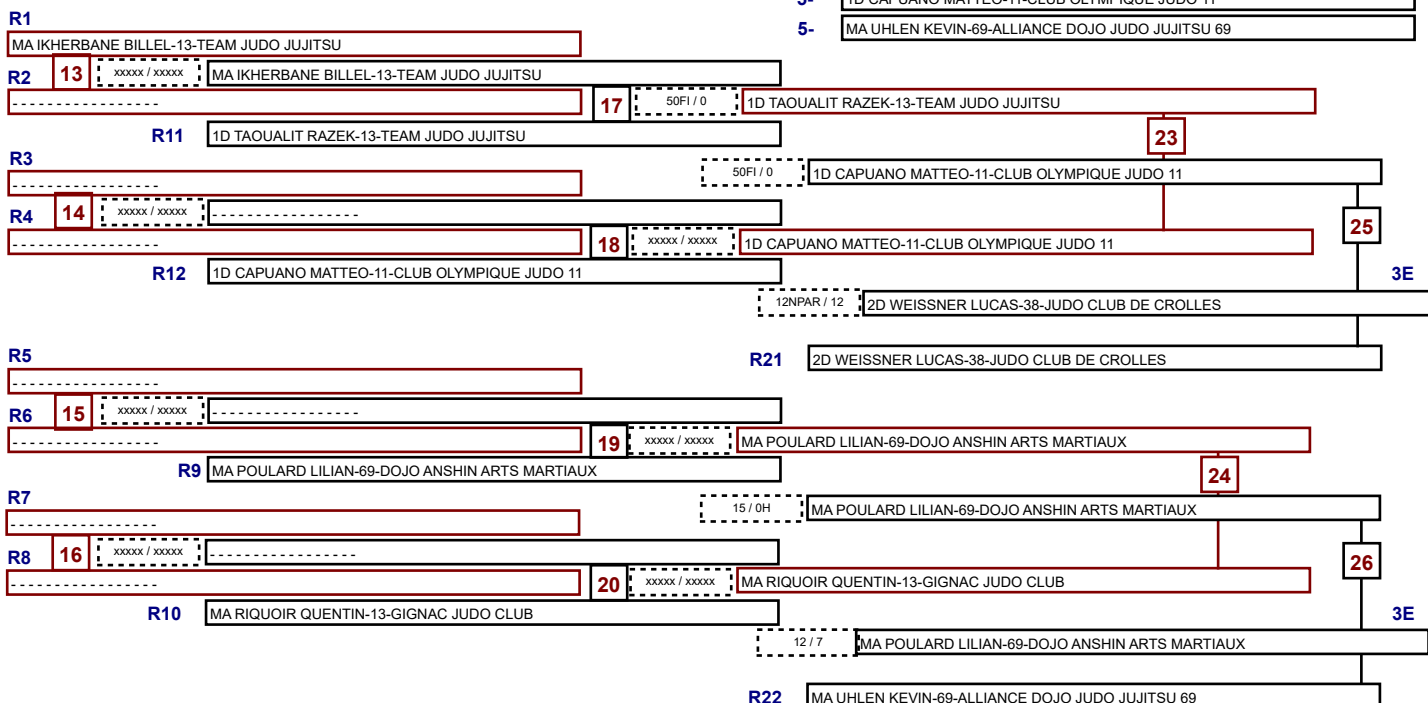 5- 1D CAPUANO MATTEO-11-CLUB OLYMPIQUE JUDO 11
5- MA UHLEN KEVIN-69-ALLIANCE DOJO JUDO JUJITSU 69
R1
MA IKHERBANE BILLEL-13-TEAM JUDO JUJITSU
R2 13 xxxxx / xxxxx MA IKHERBANE BILLEL-13-TEAM JUDO JUJITSU
- - - - - - - - - - - - - - - - 17 50FI / 0 1D TAOUALIT RAZEK-13-TEAM JUDO JUJITSU
R11 1D TAOUALIT RAZEK-13-TEAM JUDO JUJITSU 23
R3
50FI / 0 1D CAPUANO MATTEO-11-CLUB OLYMPIQUE JUDO 11
- - - - - - - - - - - - - - - -
R4 14 xxxxx / xxxxx - - - - - - - - - - - - - - - - 25
- - - - - - - - - - - - - - - - 18 xxxxx / xxxxx 1D CAPUANO MATTEO-11-CLUB OLYMPIQUE JUDO 11
R12 1D CAPUANO MATTEO-11-CLUB OLYMPIQUE JUDO 11 3E
12NPAR / 12 2D WEISSNER LUCAS-38-JUDO CLUB DE CROLLES
R5
R21 2D WEISSNER LUCAS-38-JUDO CLUB DE CROLLES
- - - - - - - - - - - - - - - -
R6 15 xxxxx / xxxxx - - - - - - - - - - - - - - - -
- - - - - - - - - - - - - - - - 19 xxxxx / xxxxx MA POULARD LILIAN-69-DOJO ANSHIN ARTS MARTIAUX
R9 MA POULARD LILIAN-69-DOJO ANSHIN ARTS MARTIAUX 24
R7
15 / 0H MA POULARD LILIAN-69-DOJO ANSHIN ARTS MARTIAUX
- - - - - - - - - - - - - - - -
R8 16 xxxxx / xxxxx - - - - - - - - - - - - - - - - 26
- - - - - - - - - - - - - - - - 20 xxxxx / xxxxx MA RIQUOIR QUENTIN-13-GIGNAC JUDO CLUB
R10 MA RIQUOIR QUENTIN-13-GIGNAC JUDO CLUB 3E
12 / 7 MA POULARD LILIAN-69-DOJO ANSHIN ARTS MARTIAUX
R22 MA UHLEN KEVIN-69-ALLIANCE DOJO JUDO JUJITSU 69